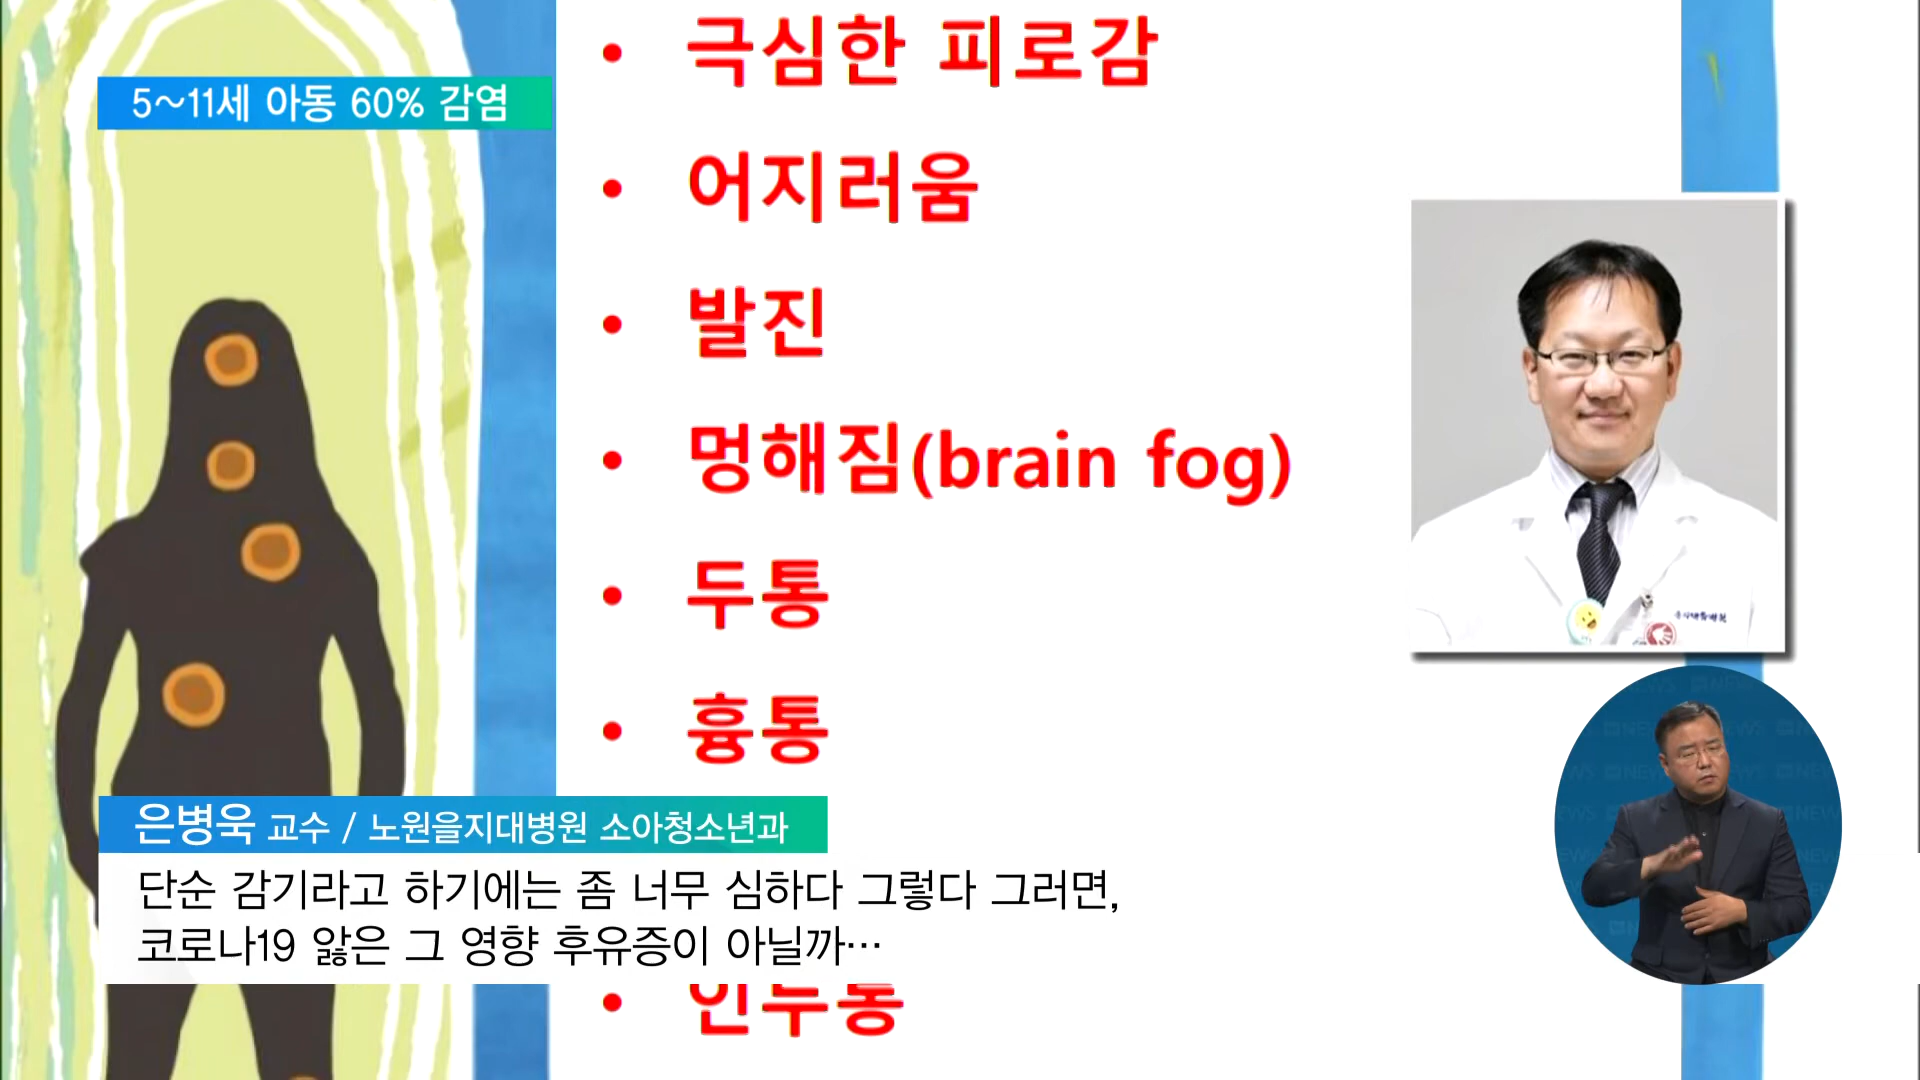 5~11세 아동 60% 감염
• 극심한 피로감
• 어지러움
• 발진
• 멍해짐(brain fog)
• 두통
• 흉통
은병욱 교수 / 노원을지대병원 소아청소년과
단순 감기라고 하기에는 좀 너무 심하다 그렇다 그러면,
코로나19 앓은 그 영향 후유증이 아닐까…
• 인두통